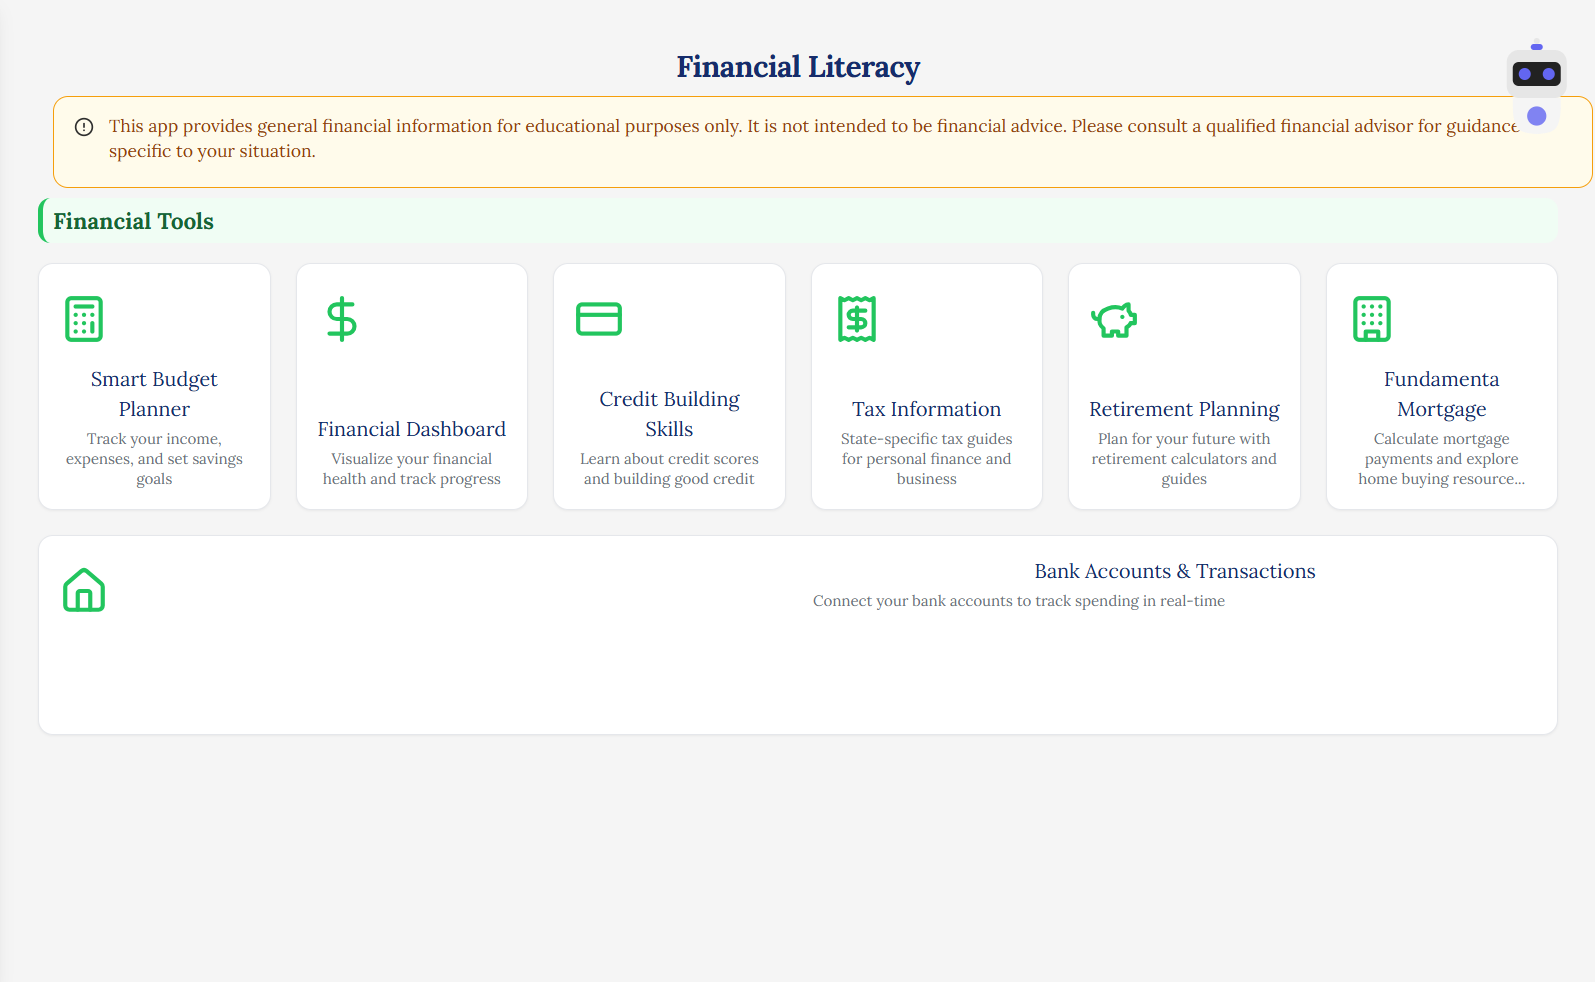 Financial Literacy
This app provides general financial information for educational purposes only. It is not intended to be financial advice. Please consult a qualified financial advisor for guidance
specific to your situation.
Financial Tools
Smart Budget
Planner
Track your income,
expenses, and set savings
goals
Financial Dashboard
Visualize your financial
health and track progress
Credit Building
Skills
Learn about credit scores
and building good credit
Tax Information
State-specific tax guides
for personal finance and
business
Retirement Planning
Plan for your future with
retirement calculators and
guides
Fundamenta
Mortgage
Calculate mortgage
payments and explore
home buying resource...
Bank Accounts & Transactions
Connect your bank accounts to track spending in real-time